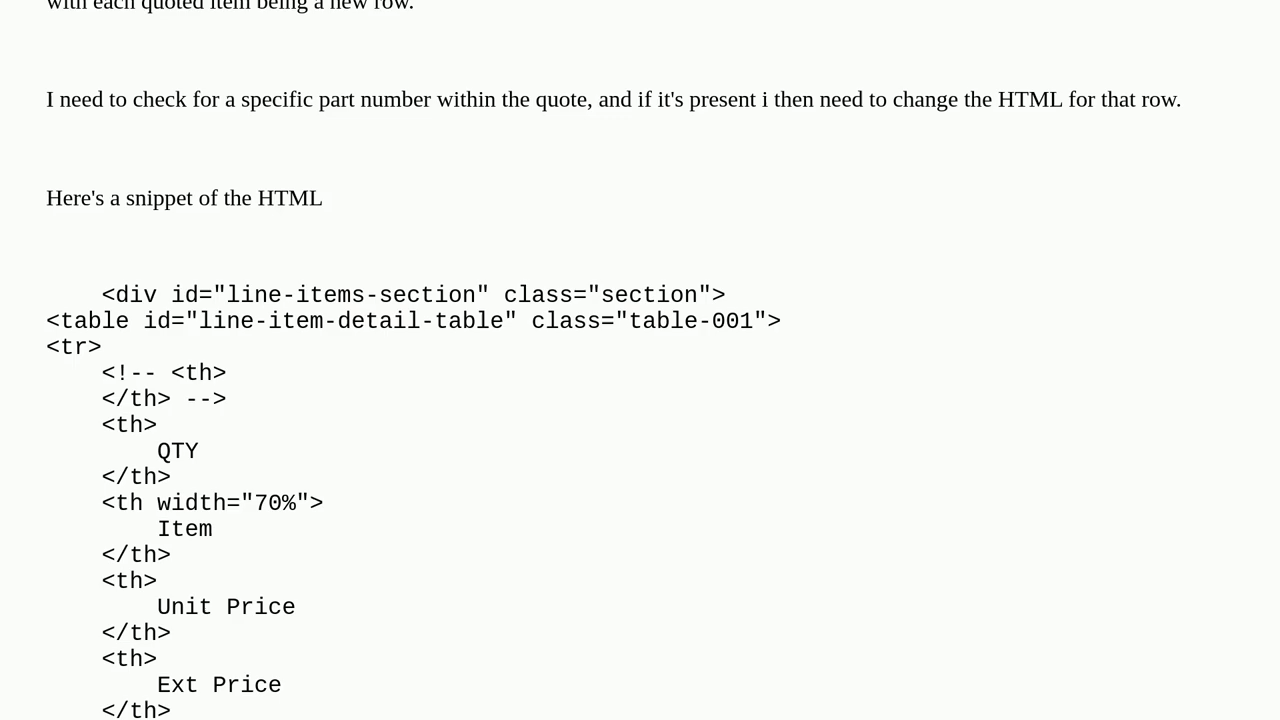 with each quoted item being a new row.
I need to check for a specific part number within the quote, and if it's present i then need to change the HTML for that row.
Here's a snippet of the HTML
    <div id="line-items-section" class="section">
<table id="line-item-detail-table" class="table-001">
<tr>
    <!-- <th>
    </th> -->
    <th>
        QTY
    </th>
    <th width="70%">
        Item
    </th>
    <th>
        Unit Price
    </th>
    <th>
        Ext Price
    </th>